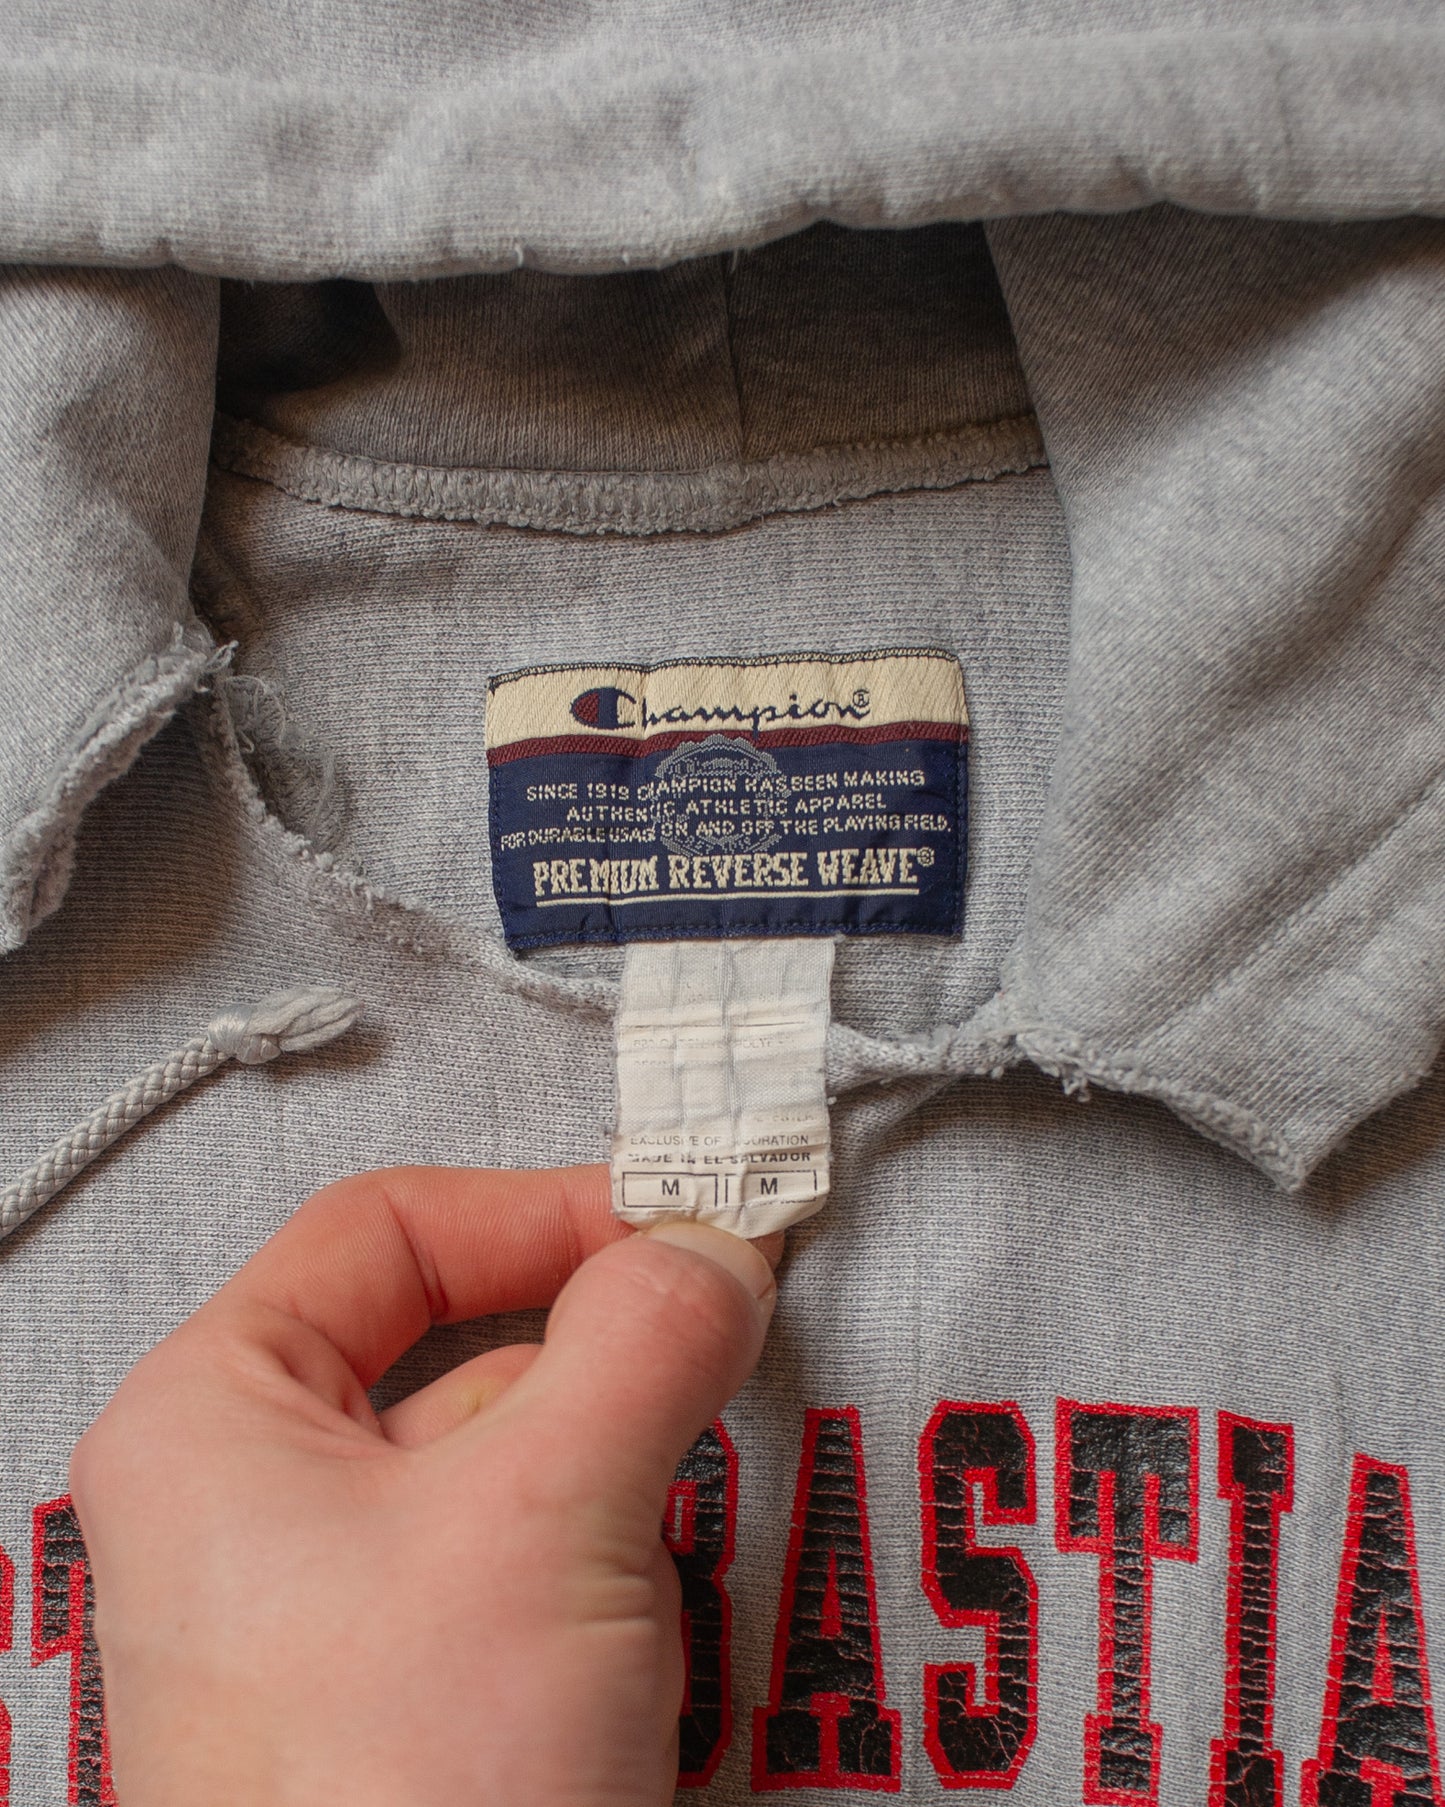 Champion®
SINCE 1919 CHAMPION HAS BEEN MAKING
AUTHENTIC ATHLETIC APPAREL
FOR DURABLE USAGE ON AND OFF THE PLAYING FIELD.
PREMIUM REVERSE WEAVE®
EXCLUSIVE OF DECORATION
MADE IN EL SALVADOR
M M
ST BASTIA